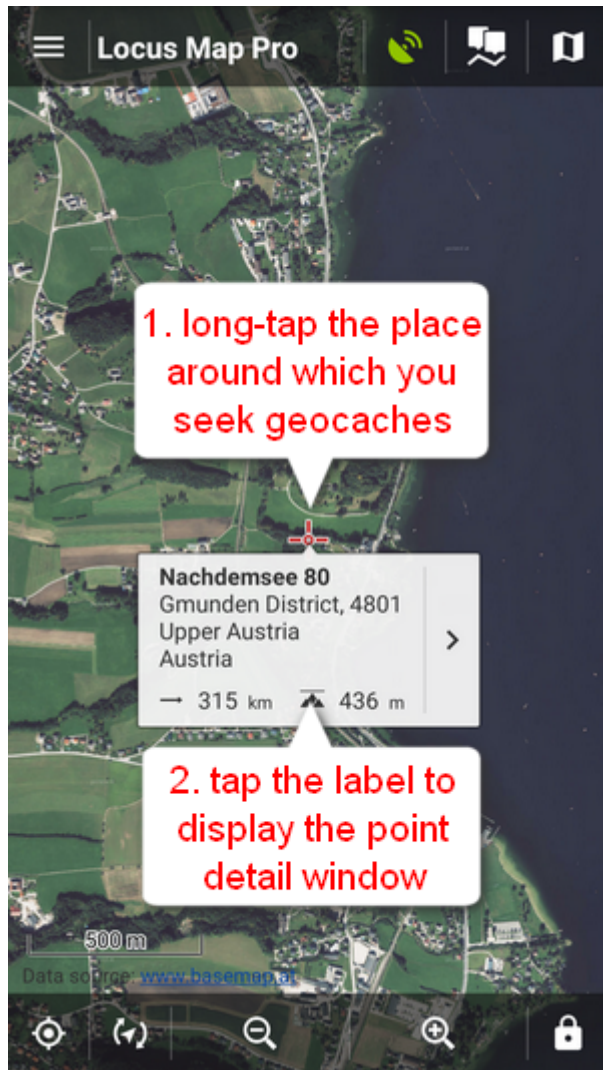 Locus Map Pro
1. long-tap the place
around which you
seek geocaches
Nachdemsee 80
Gmunden District, 4801
Upper Austria
Austria
→ 315 km 436 m
2. tap the label to
display the point
detail window
500 m
Data source: www.basemap.at